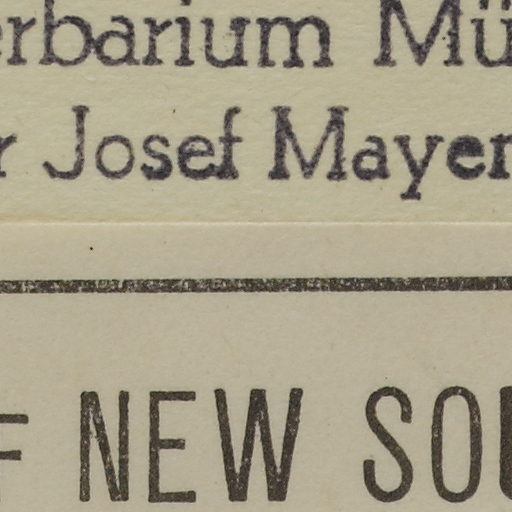 erbarium Mü
r Josef Mayer
F NEW SOU